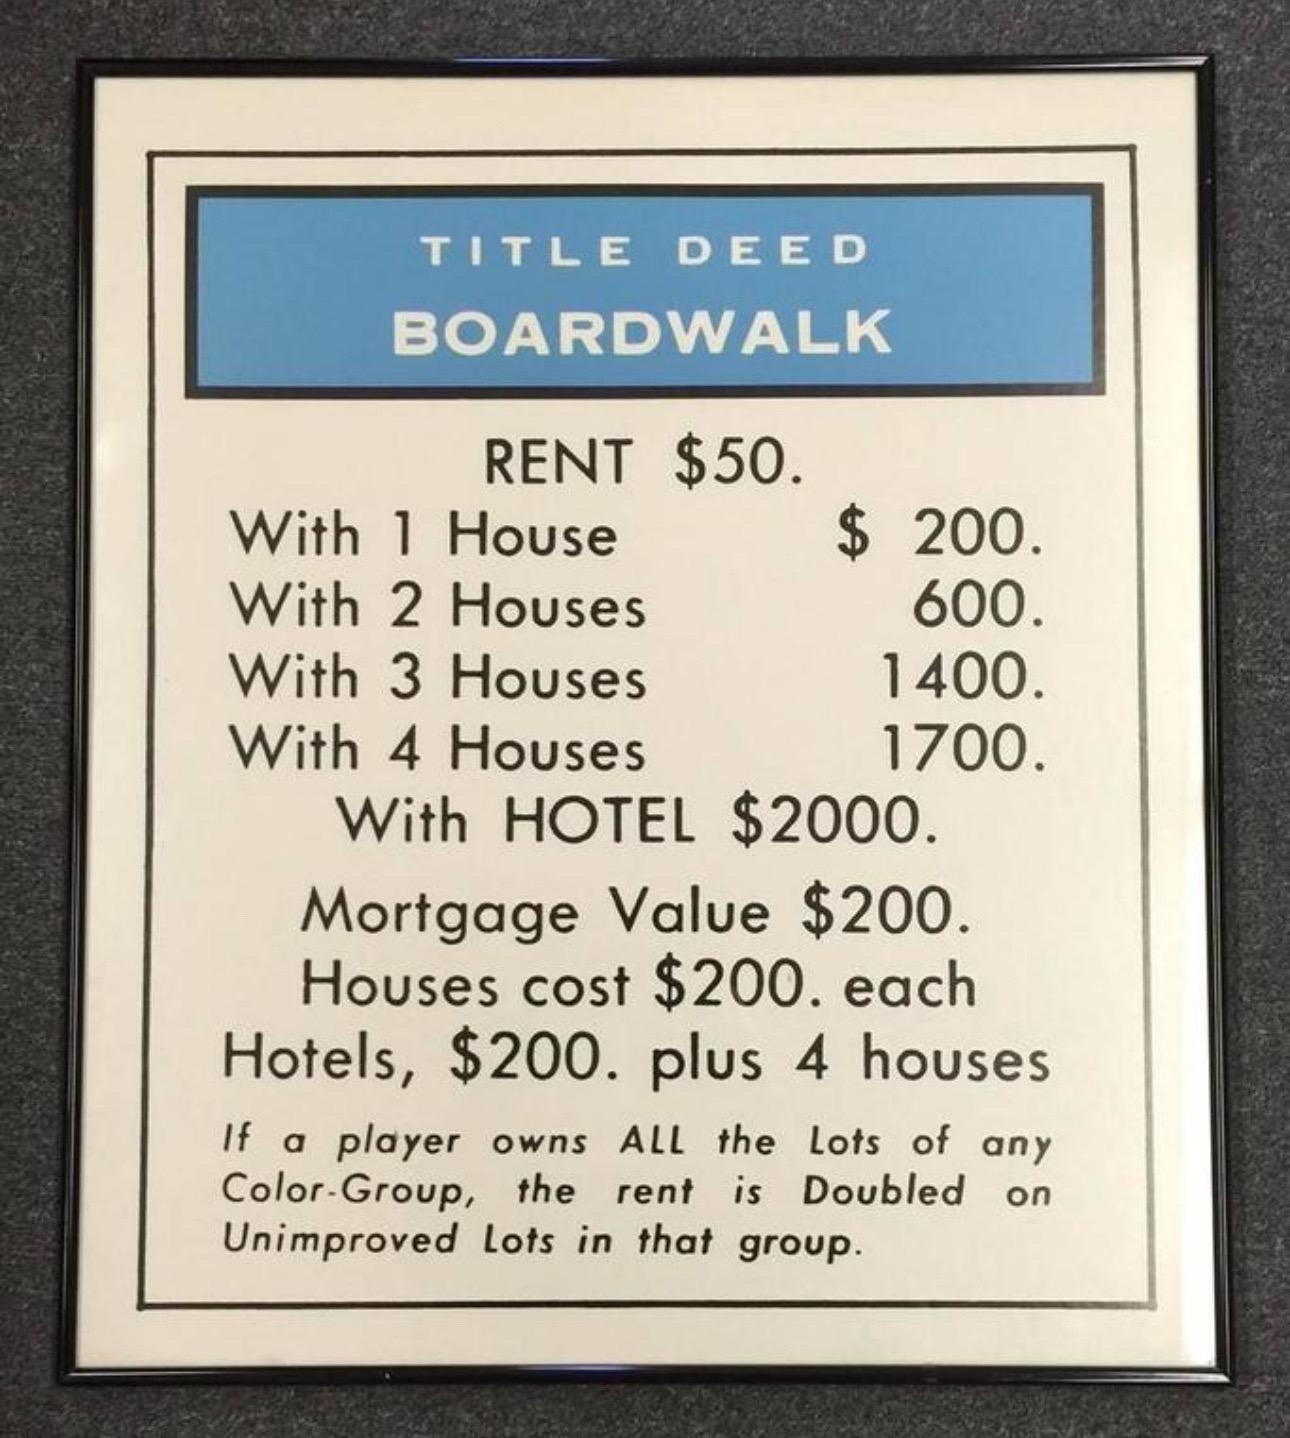 TITLE DEED
BOARDWALK
RENT $50.
With 1 House $ 200.
With 2 Houses 600.
With 3 Houses 1400.
With 4 Houses 1700.
With HOTEL $2000.
Mortgage Value $200.
Houses cost $200. each
Hotels, $200. plus 4 houses
If a player owns ALL the Lots of any
Color-Group, the rent is Doubled on
Unimproved Lots in that group.